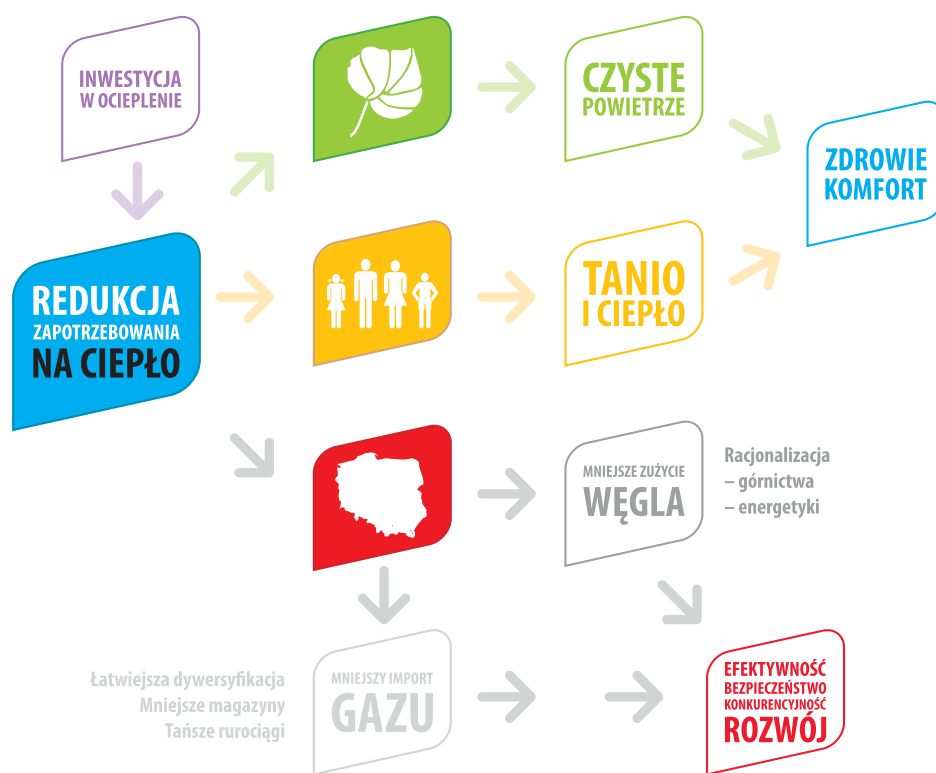 INWESTYCJA
W OCIEPLENIE
CZYSTE
POWIETRZE
ZDROWIE
KOMFORT
REDUKCJA
ZAPOTRZEBOWANIA
NA CIEPŁO
TANIO
I CIEPŁO
MNIEJSZE ZUŻYCIE
WĘGLA
Racjonalizacja
– górnictwa
– energetyki
Łatwiejsza dywersyfikacja
Mniejsze magazyny
Tańsze rurociągi
MNIEJSZY IMPORT
GAZU
EFEKTYWNOŚĆ
BEZPIECZEŃSTWO
KONKURENCYJNOŚĆ
ROZWÓJ